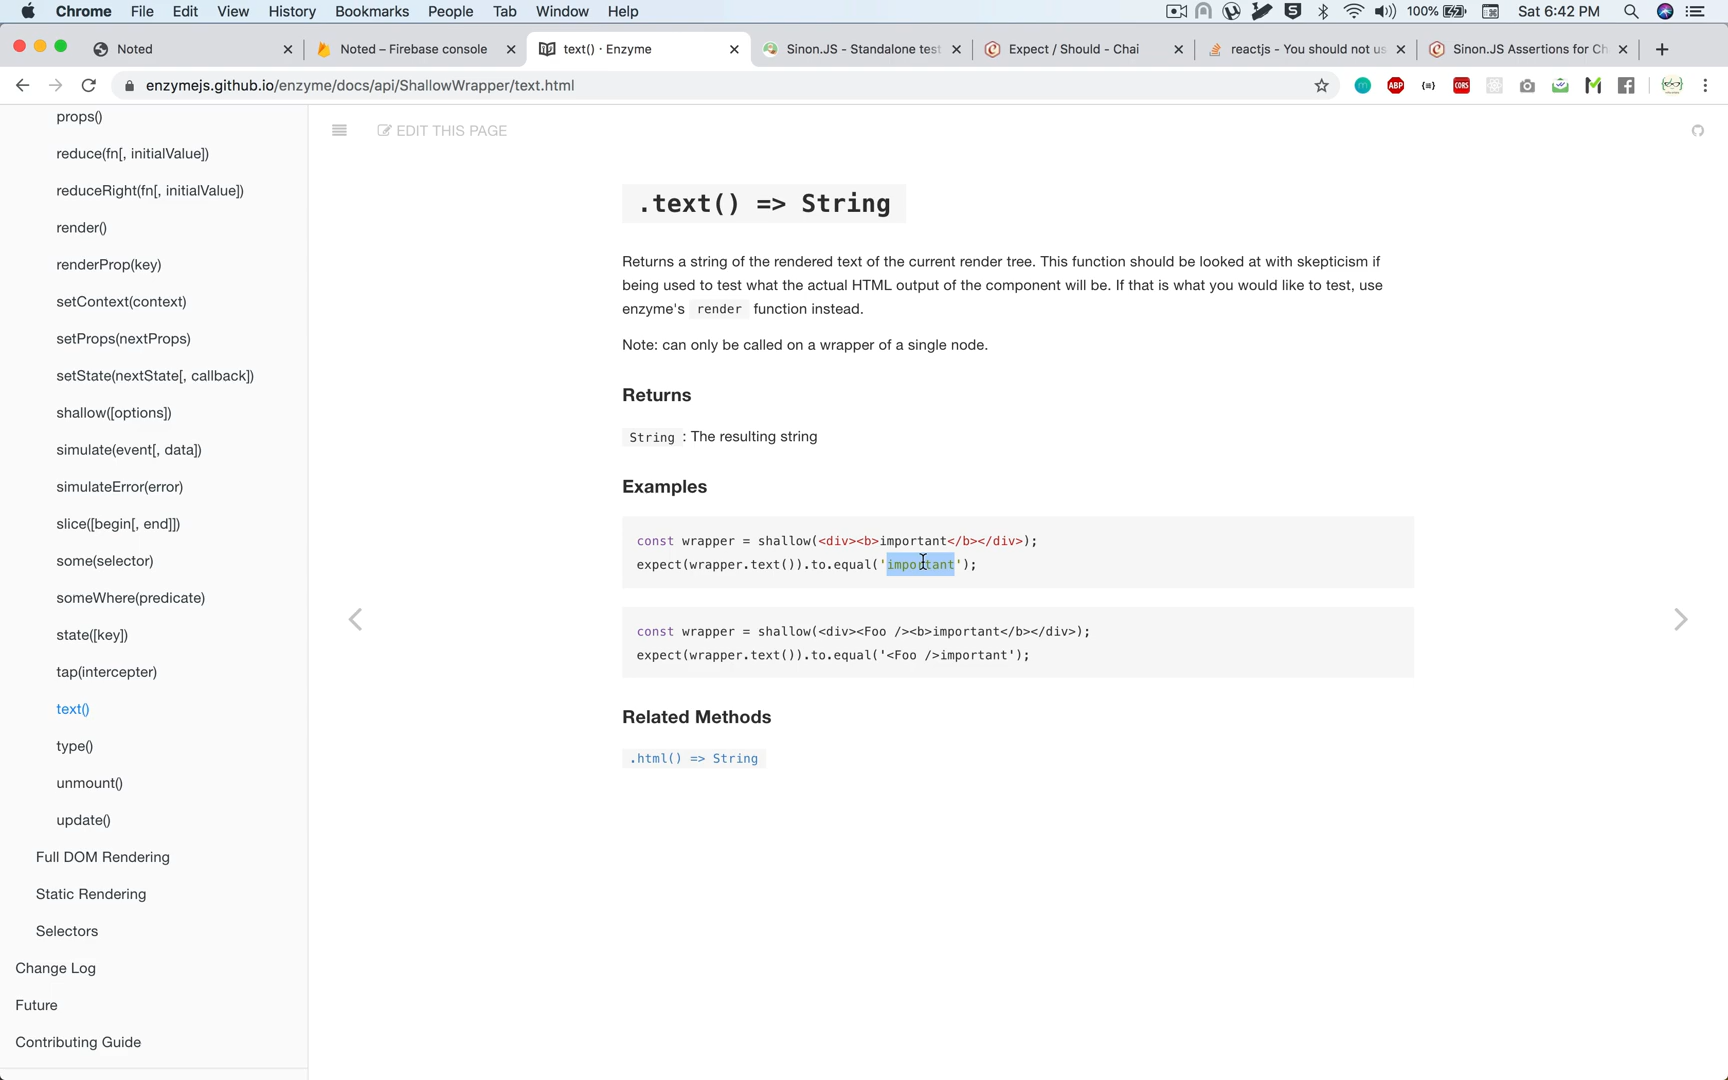 Chrome File Edit View History Bookmarks People Tab Window Help 100% Sat 6:42 PM
Noted
Noted – Firebase console
text() · Enzyme
Sinon.JS - Standalone test
Expect / Should - Chai
reactjs - You should not us
Sinon.JS Assertions for Ch
enzymejs.github.io/enzyme/docs/api/ShallowWrapper/text.html
ABP
CORS
props()
reduce(fn[, initialValue])
reduceRight(fn[, initialValue])
render()
renderProp(key)
setContext(context)
setProps(nextProps)
setState(nextState[, callback])
shallow([options])
simulate(event[, data])
simulateError(error)
slice([begin[, end]])
some(selector)
someWhere(predicate)
state([key])
tap(intercepter)
text()
type()
unmount()
update()
Full DOM Rendering
Static Rendering
Selectors
Change Log
Future
Contributing Guide
EDIT THIS PAGE
.text() => String
Returns a string of the rendered text of the current render tree. This function should be looked at with skepticism if
being used to test what the actual HTML output of the component will be. If that is what you would like to test, use
enzyme's render function instead.
Note: can only be called on a wrapper of a single node.
Returns
String : The resulting string
Examples
const wrapper = shallow(<div><b>important</b></div>);
expect(wrapper.text()).to.equal('important');
const wrapper = shallow(<div><Foo /><b>important</b></div>);
expect(wrapper.text()).to.equal('<Foo />important');
Related Methods
.html() => String